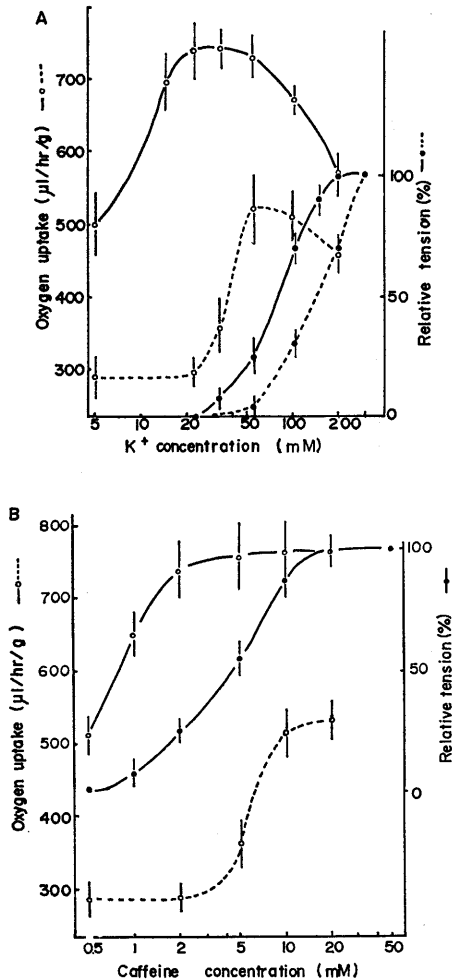 A
Oxygen uptake (μl/hr/g)
700
600
500
400
300
Relative tension (%)
100
50
0
5 10 20 50 100 200
K+ concentration (mM)
B
Oxygen uptake (μl/hr/g)
800
700
600
500
400
300
Relative tension (%)
100
50
0
0.5 1 2 5 10 20 50
Caffeine concentration (mM)